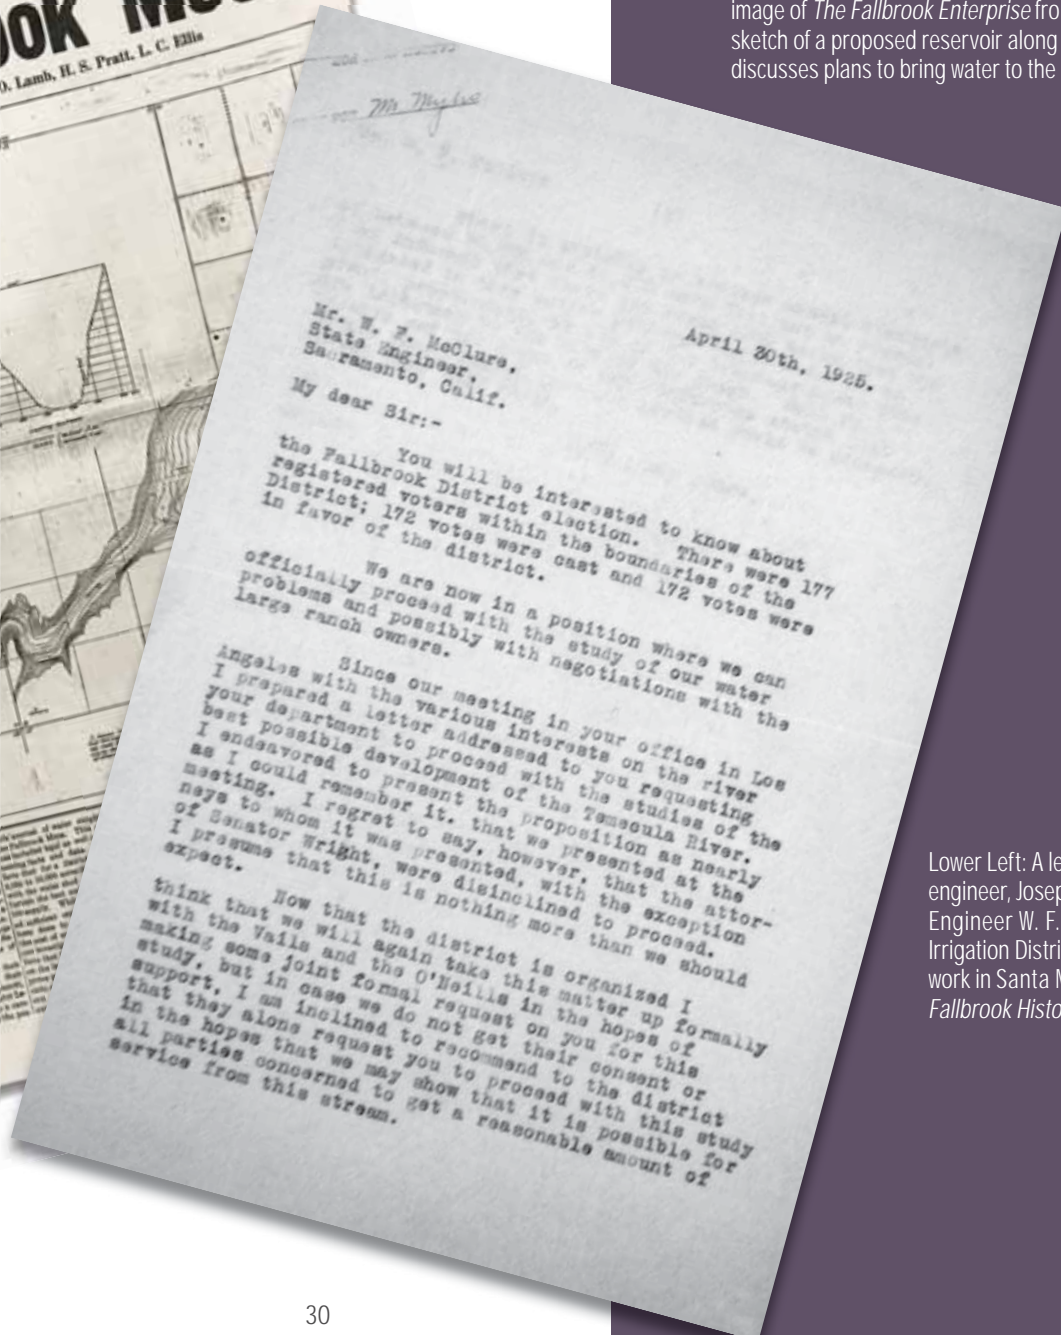 image of The Fallbrook Enterprise fro
sketch of a proposed reservoir along
discusses plans to bring water to the
OOK
O. Lamb, H. S. Pratt, L. C. Ellis
April 30th, 1925.
Mr. W. F. McClure,
State Engineer,
Sacramento, Calif.
My dear Sir:-
You will be interested to know about
the Fallbrook District election. There were 177
registered voters within the boundaries of the
District; 172 votes were cast and 172 votes were
in favor of the district.
We are now in a position where we can
officially proceed with the study of our water
problems and possibly with negotiations with the
large ranch owners.
Since our meeting in your office in Los
Angeles with the various interests on the river
I prepared a letter addressed to you requesting
your department to proceed with the studies of the
best possible development of the Temecula River.
I endeavored to present the proposition as nearly
as I could remember it, that we presented at the
meeting. I regret to say, however, that the attor-
neys to whom it was presented, with the exception
of Senator Wright, were disinclined to proceed.
I presume that this is nothing more than we should
expect.
Now that the district is organized I
think that we will again take this matter up formally
with the Vails and the O'Neills in the hopes of
making some joint formal request on you for this
study, but in case we do not get their consent or
support, I am inclined to recommend to the district
that they alone request you to proceed with this study
in the hopes that we may show that it is possible for
all parties concerned to get a reasonable amount of
service from this stream.
Lower Left: A le
engineer, Josep
Engineer W. F.
Irrigation Distri
work in Santa M
Fallbrook Histo
30